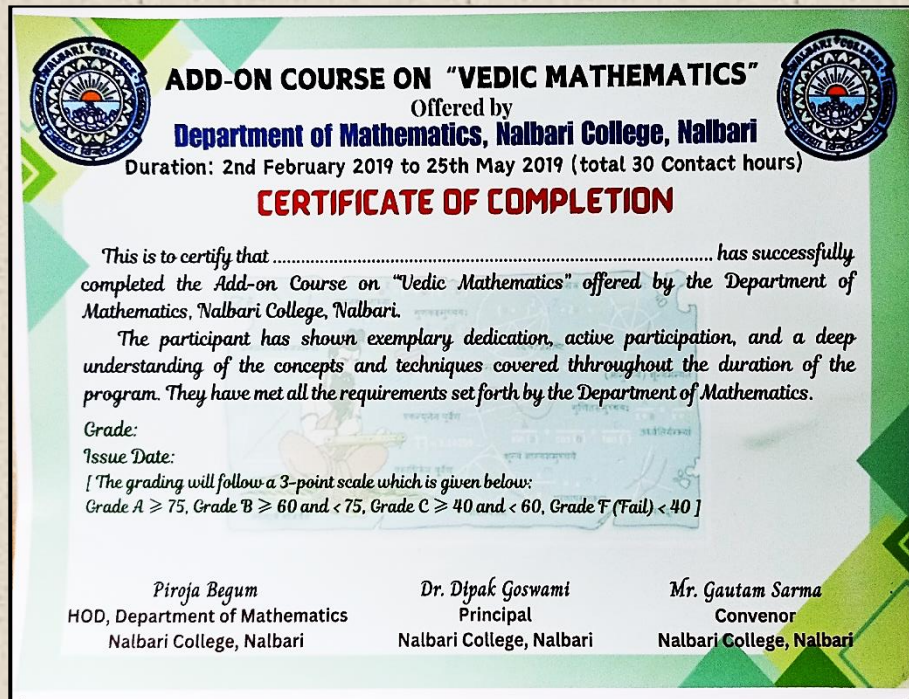 NALBARI COLLEGE
NALBARI COLLEGE
ADD-ON COURSE ON "VEDIC MATHEMATICS"
Offered by
Department of Mathematics, Nalbari College, Nalbari
Duration: 2nd February 2019 to 25th May 2019 (total 30 Contact hours)
CERTIFICATE OF COMPLETION
This is to certify that ................................................................................................ has successfully
completed the Add-on Course on "Vedic Mathematics" offered by the Department of
Mathematics, Nalbari College, Nalbari.
The participant has shown exemplary dedication, active participation, and a deep
understanding of the concepts and techniques covered thhroughout the duration of the
program. They have met all the requirements set forth by the Department of Mathematics.
Grade:
Issue Date:
[ The grading will follow a 3-point scale which is given below:
Grade A ⩾ 75, Grade B ⩾ 60 and < 75, Grade C ⩾ 40 and < 60, Grade F (Fail) < 40 ]
Piroja Begum
HOD, Department of Mathematics
Nalbari College, Nalbari
Dr. Dipak Goswami
Principal
Nalbari College, Nalbari
Mr. Gautam Sarma
Convenor
Nalbari College, Nalbari